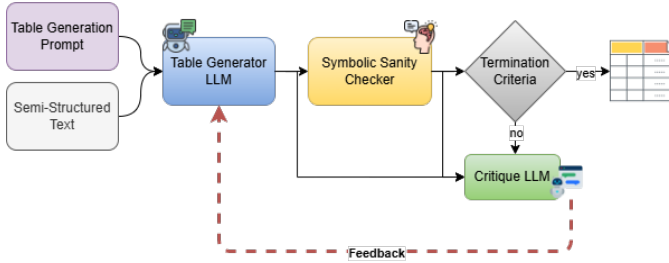 Table Generation
Prompt
Semi-Structured
Text
Table Generator
LLM
Symbolic Sanity
Checker
Termination
Criteria
yes
no
Critique LLM
Feedback